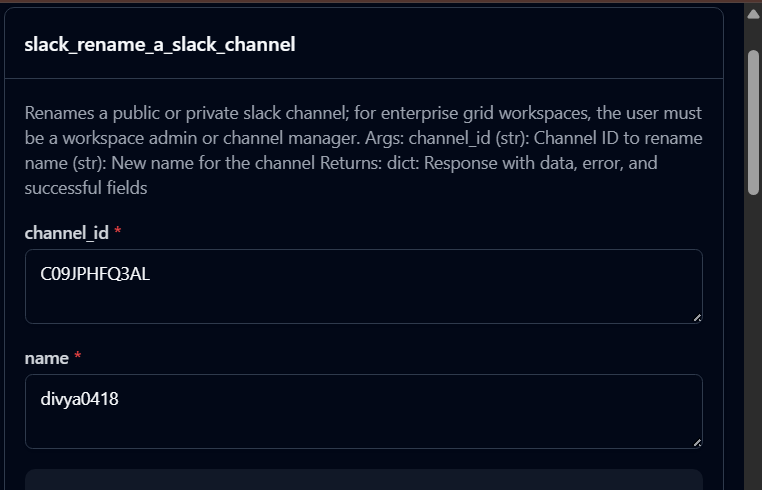 slack_rename_a_slack_channel
Renames a public or private slack channel; for enterprise grid workspaces, the user must
be a workspace admin or channel manager. Args: channel_id (str): Channel ID to rename
name (str): New name for the channel Returns: dict: Response with data, error, and
successful fields
channel_id *
C09JPHFQ3AL
name *
divya0418